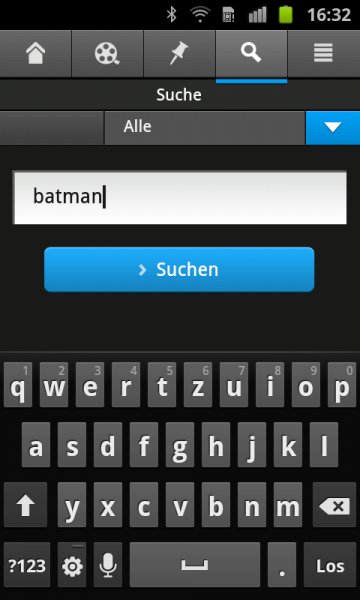 16:32
Suche
Alle
batman
› Suchen
1 2 3 4 5 6 7 8 9 0
q w e r t z u i o p
a s d f g h j k l
y x c v b n m
?123 . Los